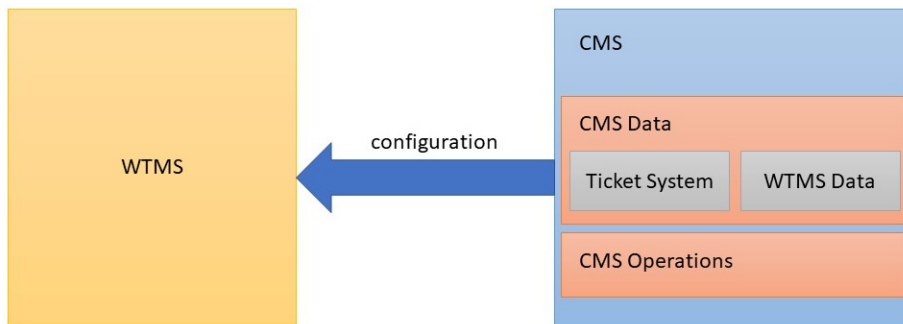 WTMS
configuration
CMS
CMS Data
Ticket System
WTMS Data
CMS Operations